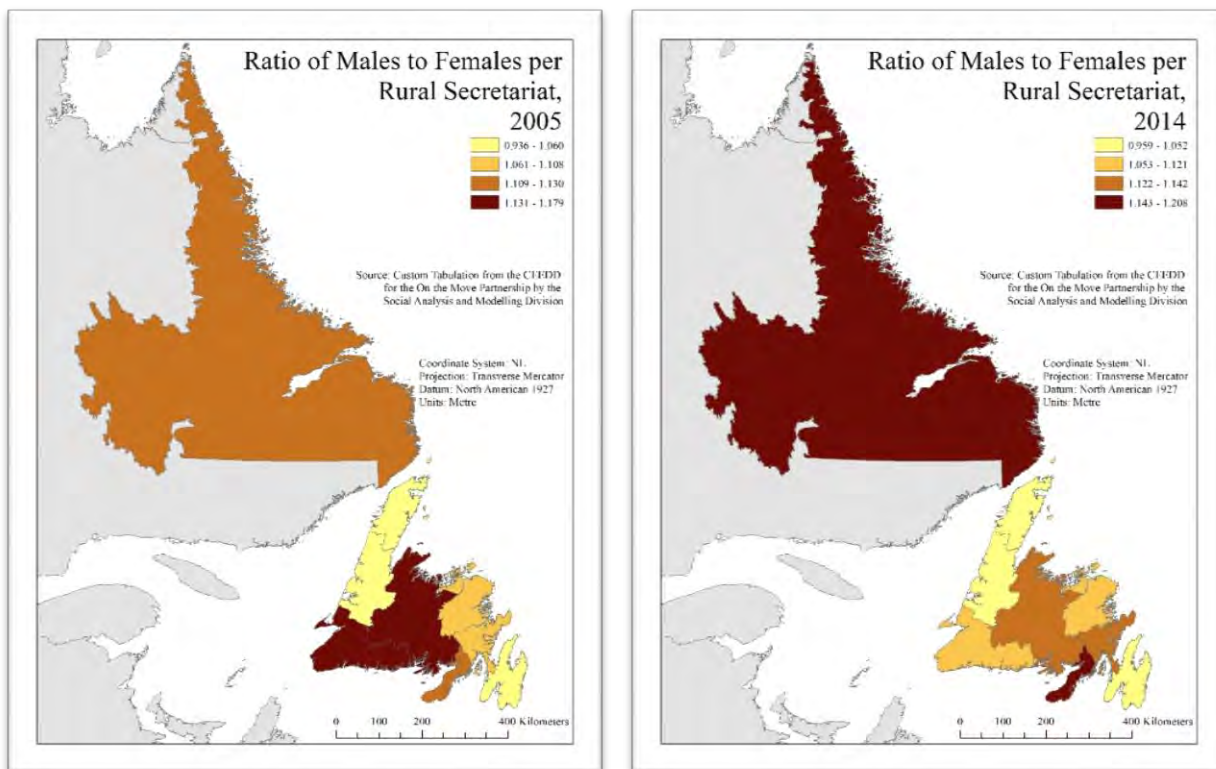 Ratio of Males to Females per
Rural Secretariat,
2005
0.936 - 1.060
1.061 - 1.108
1.109 - 1.130
1.131 - 1.179
Source: Custom Tabulation from the CEEDD
for the On the Move Partnership by the
Social Analysis and Modelling Division
Coordinate System: NL
Projection: Transverse Mercator
Datum: North American 1927
Units: Metre
0 100 200 400 Kilometers
Ratio of Males to Females per
Rural Secretariat,
2014
0.959 - 1.052
1.053 - 1.121
1.122 - 1.142
1.143 - 1.208
Source: Custom Tabulation from the CEEDD
for the On the Move Partnership by the
Social Analysis and Modelling Division
Coordinate System: NL
Projection: Transverse Mercator
Datum: North American 1927
Units: Metre
0 100 200 400 Kilometers